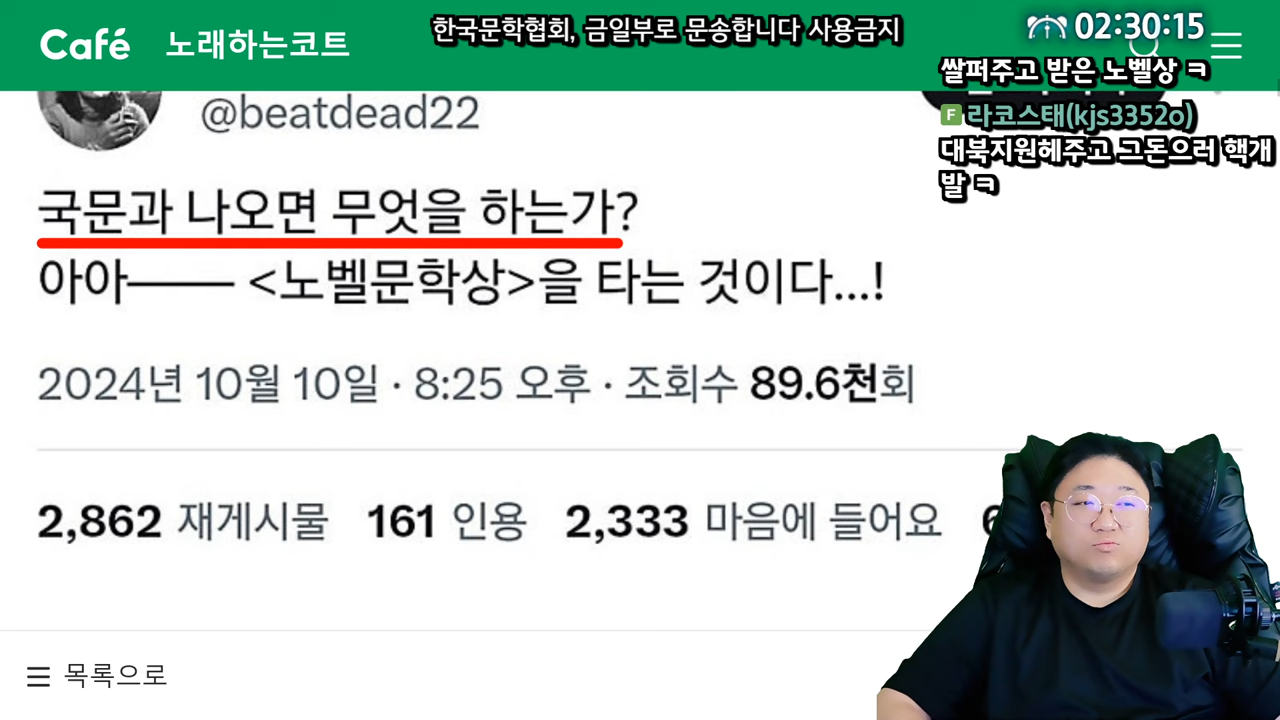 Café 노래하는코트
한국문학협회, 금일부로 문송합니다 사용금지
02:30:15
쌀퍼주고 받은 노벨상 ㅋ
F 라코스태(kjs3352o)
대북지원헤주고 그돈으러 핵개
발 ㅋ
@beatdead22
국문과 나오면 무엇을 하는가?
아아—— <노벨문학상>을 타는 것이다...!
2024년 10월 10일 · 8:25 오후 · 조회수 89.6천회
2,862 재게시물 161 인용 2,333 마음에 들어요
목록으로